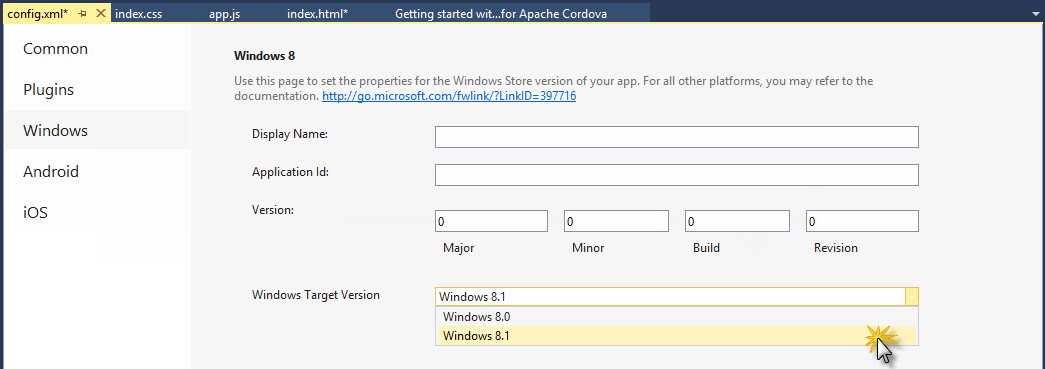 config.xml*
index.css
app.js
index.html*
Getting started wit...for Apache Cordova
Common
Plugins
Windows
Android
iOS
Windows 8
Use this page to set the properties for the Windows Store version of your app. For all other platforms, you may refer to the
documentation. http://go.microsoft.com/fwlink/?LinkID=397716
Display Name:
Application Id:
Version:
0 0 0 0
Major Minor Build Revision
Windows Target Version
Windows 8.1
Windows 8.0
Windows 8.1